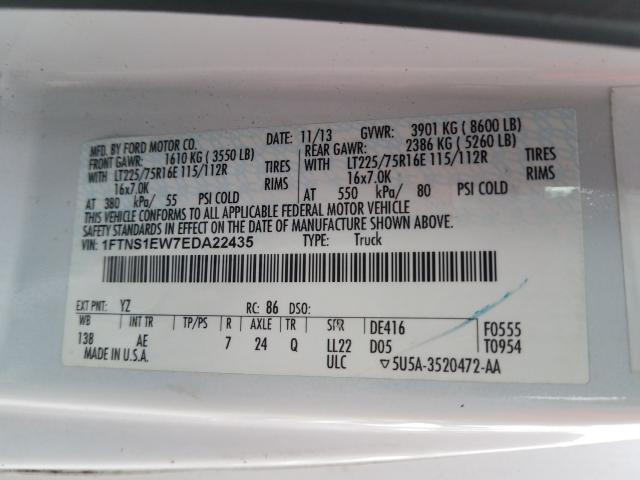 MFD. BY FORD MOTOR CO. DATE: 11/13 GVWR: 3901 KG ( 8600 LB)
FRONT GAWR: 1610 KG ( 3550 LB) REAR GAWR: 2386 KG ( 5260 LB)
WITH LT225/75R16E 115/112R TIRES WITH LT225/75R16E 115/112R TIRES
16x7.0K RIMS 16x7.0K RIMS
AT 380 kPa/ 55 PSI COLD AT 550 kPa/ 80 PSI COLD
THIS VEHICLE CONFORMS TO ALL APPLICABLE FEDERAL MOTOR VEHICLE
SAFETY STANDARDS IN EFFECT ON THE DATE OF MANUFACTURE SHOWN ABOVE.
VIN: 1FTNS1EW7EDA22435 TYPE: Truck
EXT PNT: YZ RC: 86 DSO:
WB INT TR TP/PS R AXLE TR SPR DE416 F0555
138 AE 7 24 Q LL22 D05 T0954
MADE IN U.S.A. ULC ▽5U5A-3520472-AA